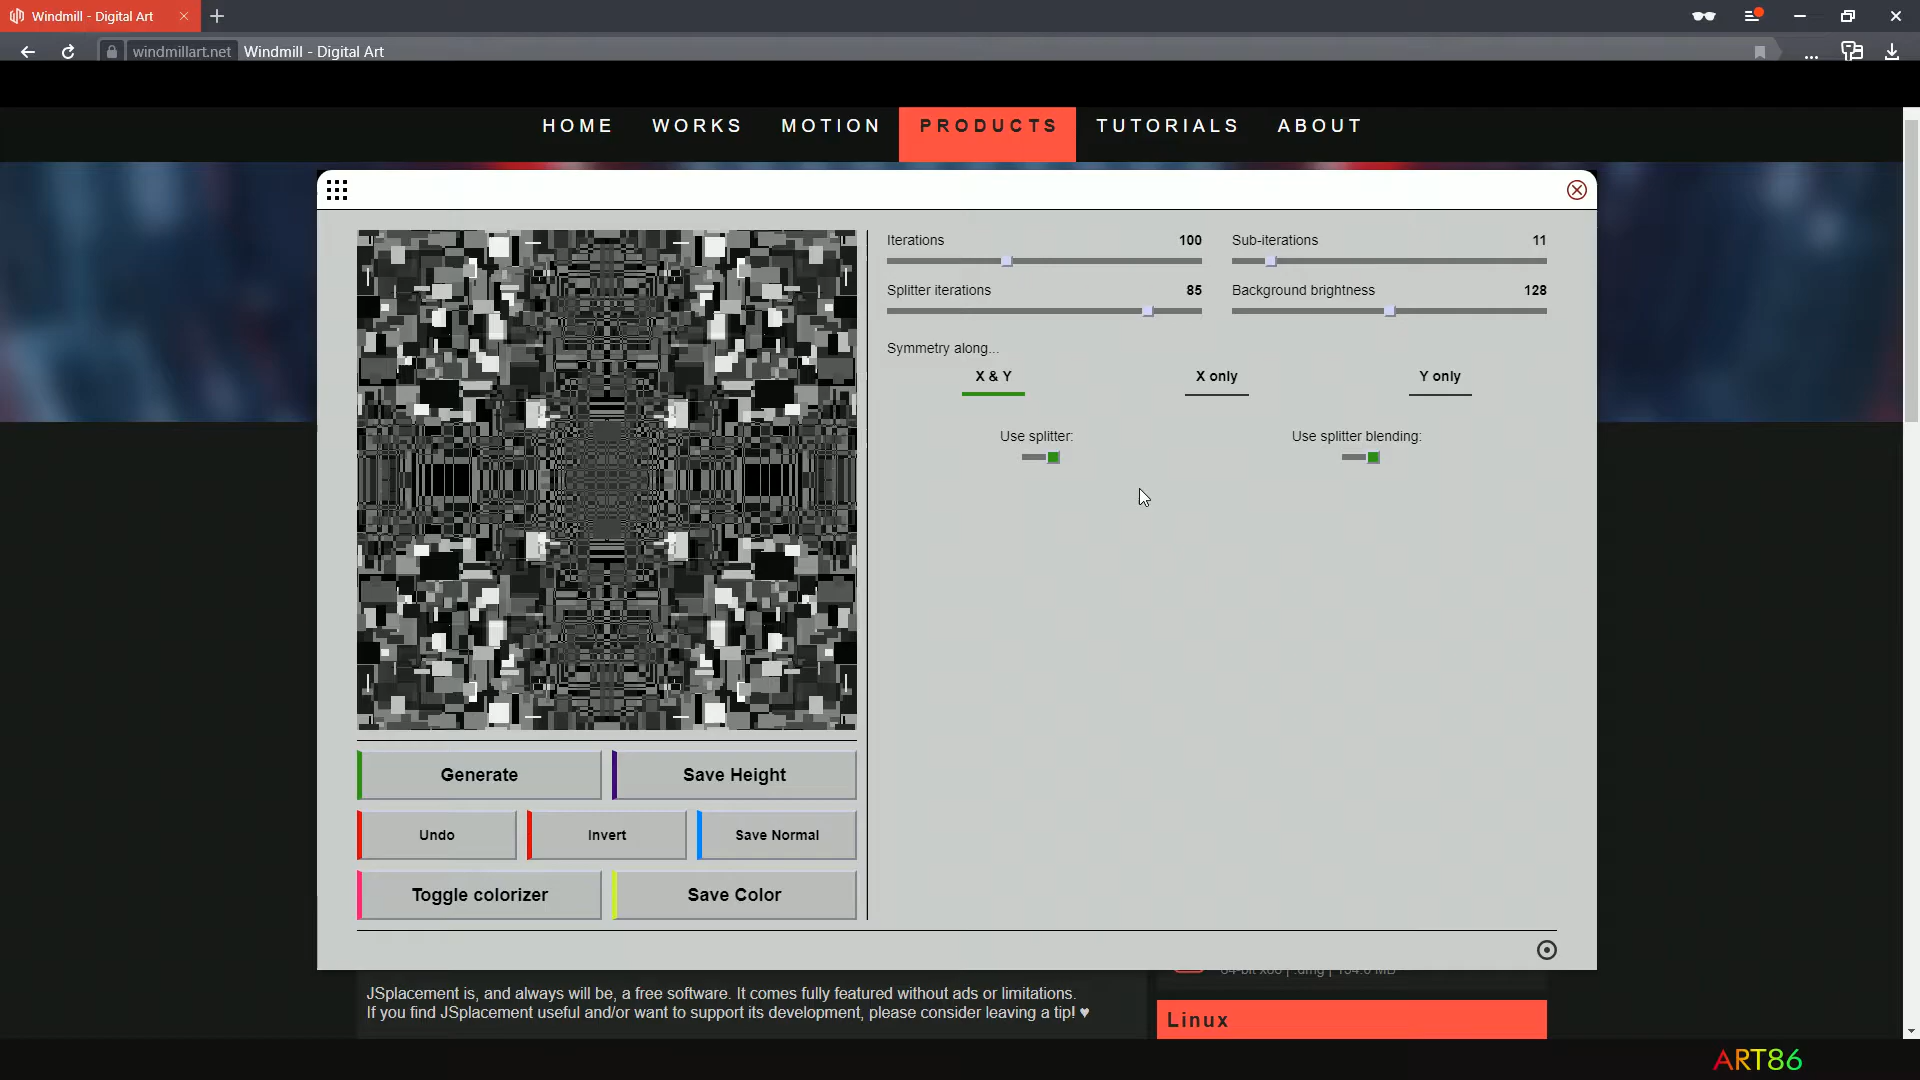 Windmill - Digital Art
windmillart.net Windmill - Digital Art
HOME WORKS MOTION PRODUCTS TUTORIALS ABOUT
Iterations 100 Sub-iterations 11
Splitter iterations 85 Background brightness 128
Symmetry along...
X & Y X only Y only
Use splitter: Use splitter blending:
Generate Save Height
Undo Invert Save Normal
Toggle colorizer Save Color
JSplacement is, and always will be, a free software. It comes fully featured without ads or limitations.
If you find JSplacement useful and/or want to support its development, please consider leaving a tip! ♥
Linux
ART86